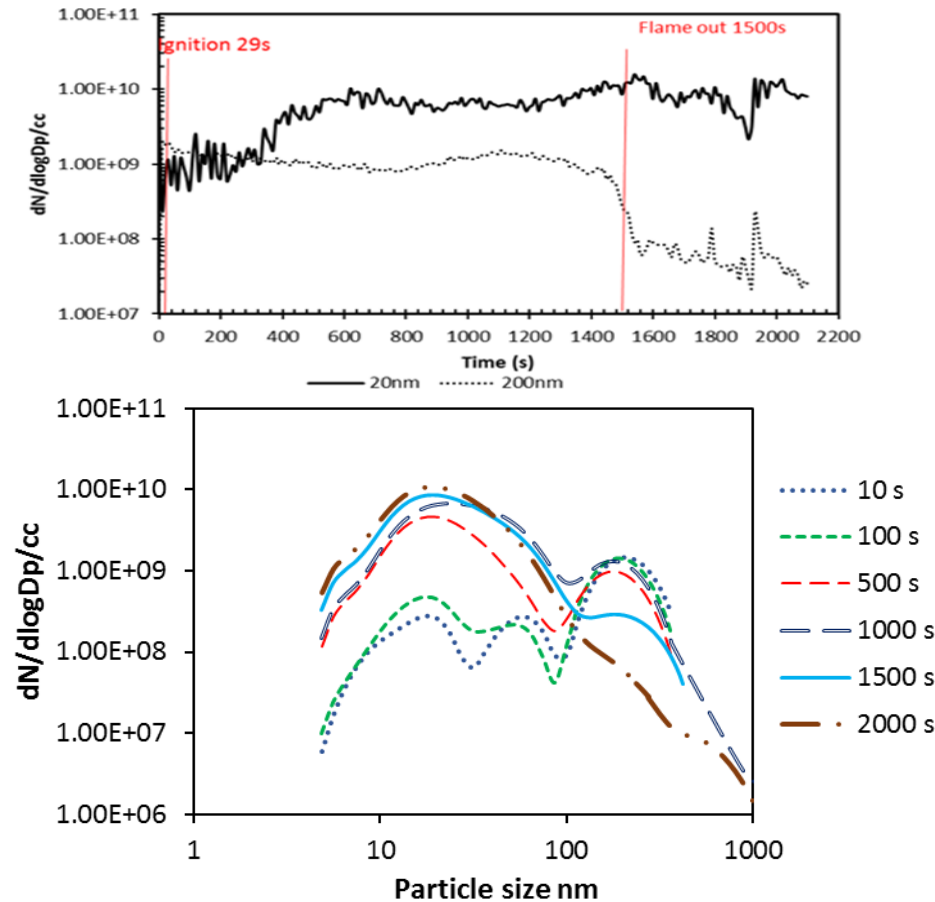 1.00E+11
Ignition 29s
Flame out 1500s
1.00E+10
1.00E+09
1.00E+08
1.00E+07
dN/dlogDp/cc
0 200 400 600 800 1000 1200 1400 1600 1800 2000 2200
Time (s)
20nm 200nm
1.00E+11
1.00E+10
1.00E+09
1.00E+08
1.00E+07
1.00E+06
dN/dlogDp/cc
1 10 100 1000
Particle size nm
10 s
100 s
500 s
1000 s
1500 s
2000 s